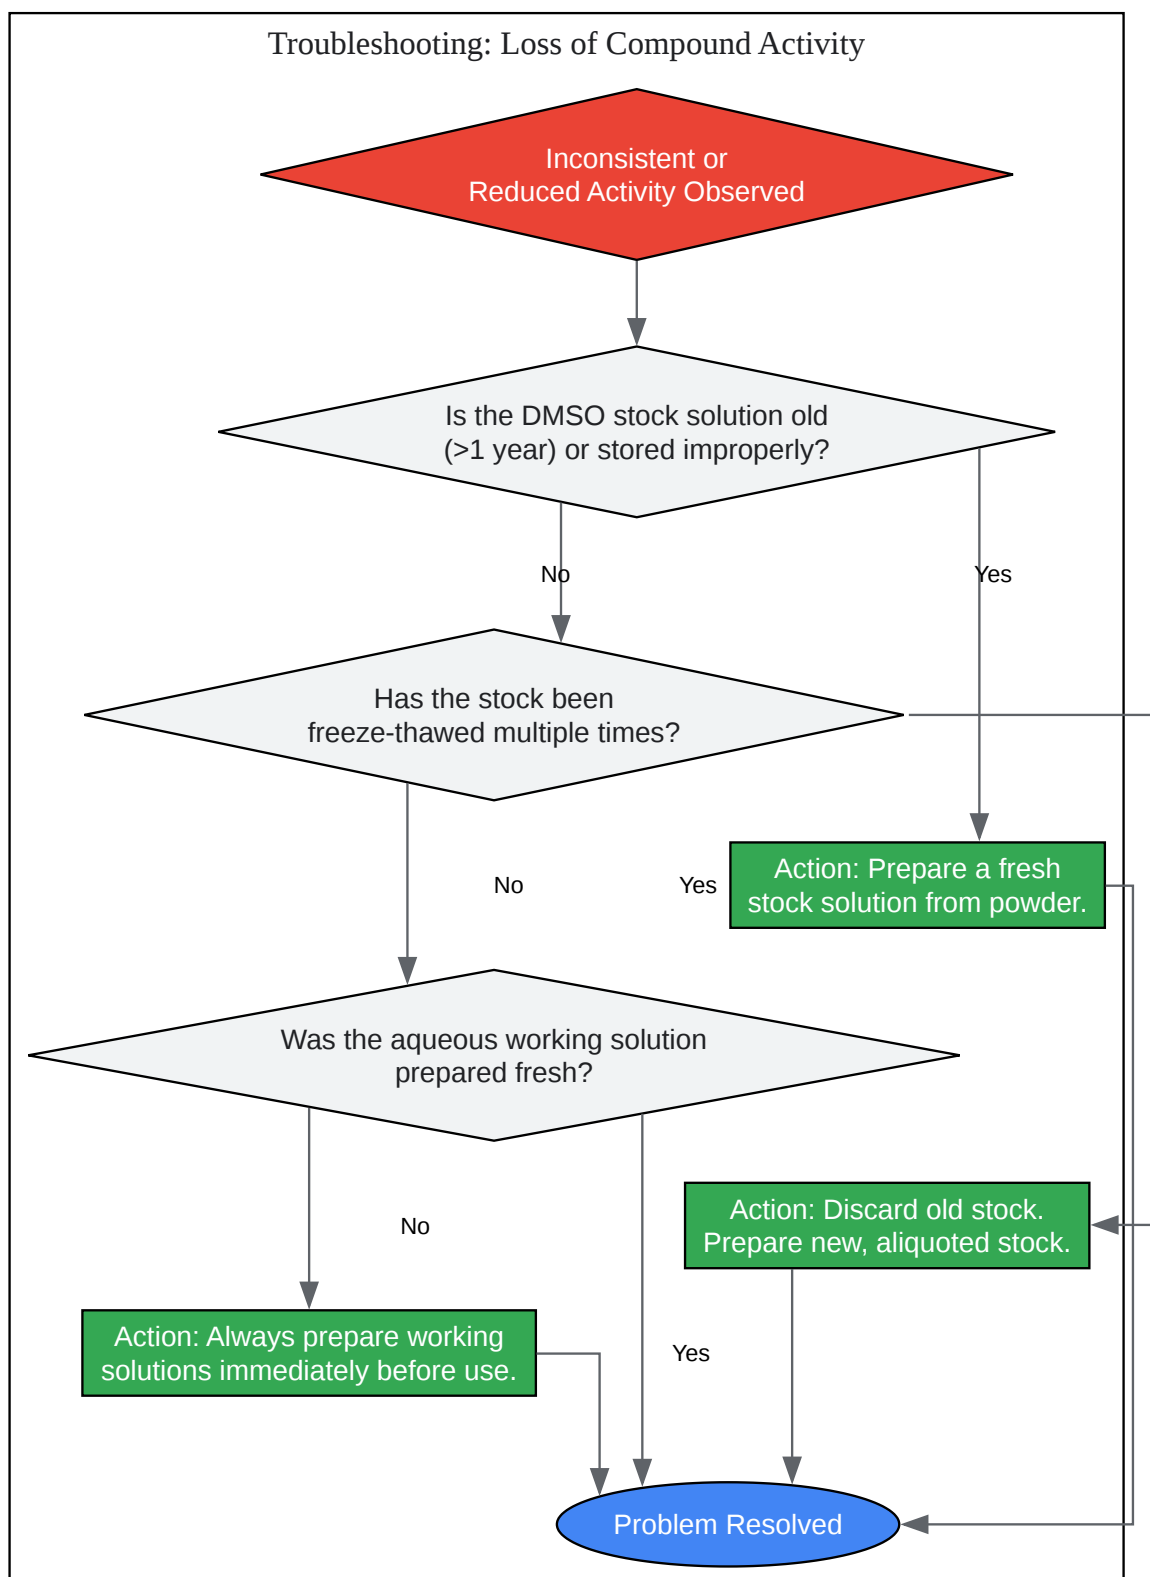 Troubleshooting: Loss of Compound Activity
Inconsistent or
Reduced Activity Observed
Is the DMSO stock solution old
(>1 year) or stored improperly?
No
Yes
Has the stock been
freeze-thawed multiple times?
Action: Prepare a fresh
stock solution from powder.
No
Yes
Was the aqueous working solution
prepared fresh?
Action: Discard old stock.
Prepare new, aliquoted stock.
No
Action: Always prepare working
solutions immediately before use.
Yes
Problem Resolved